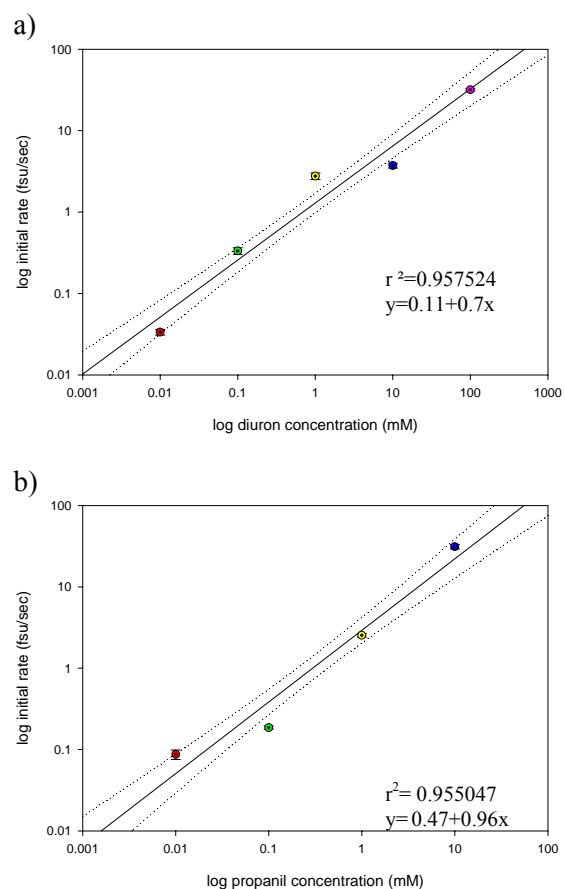 a)
100
10
1
0.1
0.01
log initial rate (fsu/sec)
r ²=0.957524
y=0.11+0.7x
0.001 0.01 0.1 1 10 100 1000
log diuron concentration (mM)
b)
100
10
1
0.1
0.01
log initial rate (fsu/sec)
r²= 0.955047
y=0.47+0.96x
0.001 0.01 0.1 1 10 100
log propanil concentration (mM)